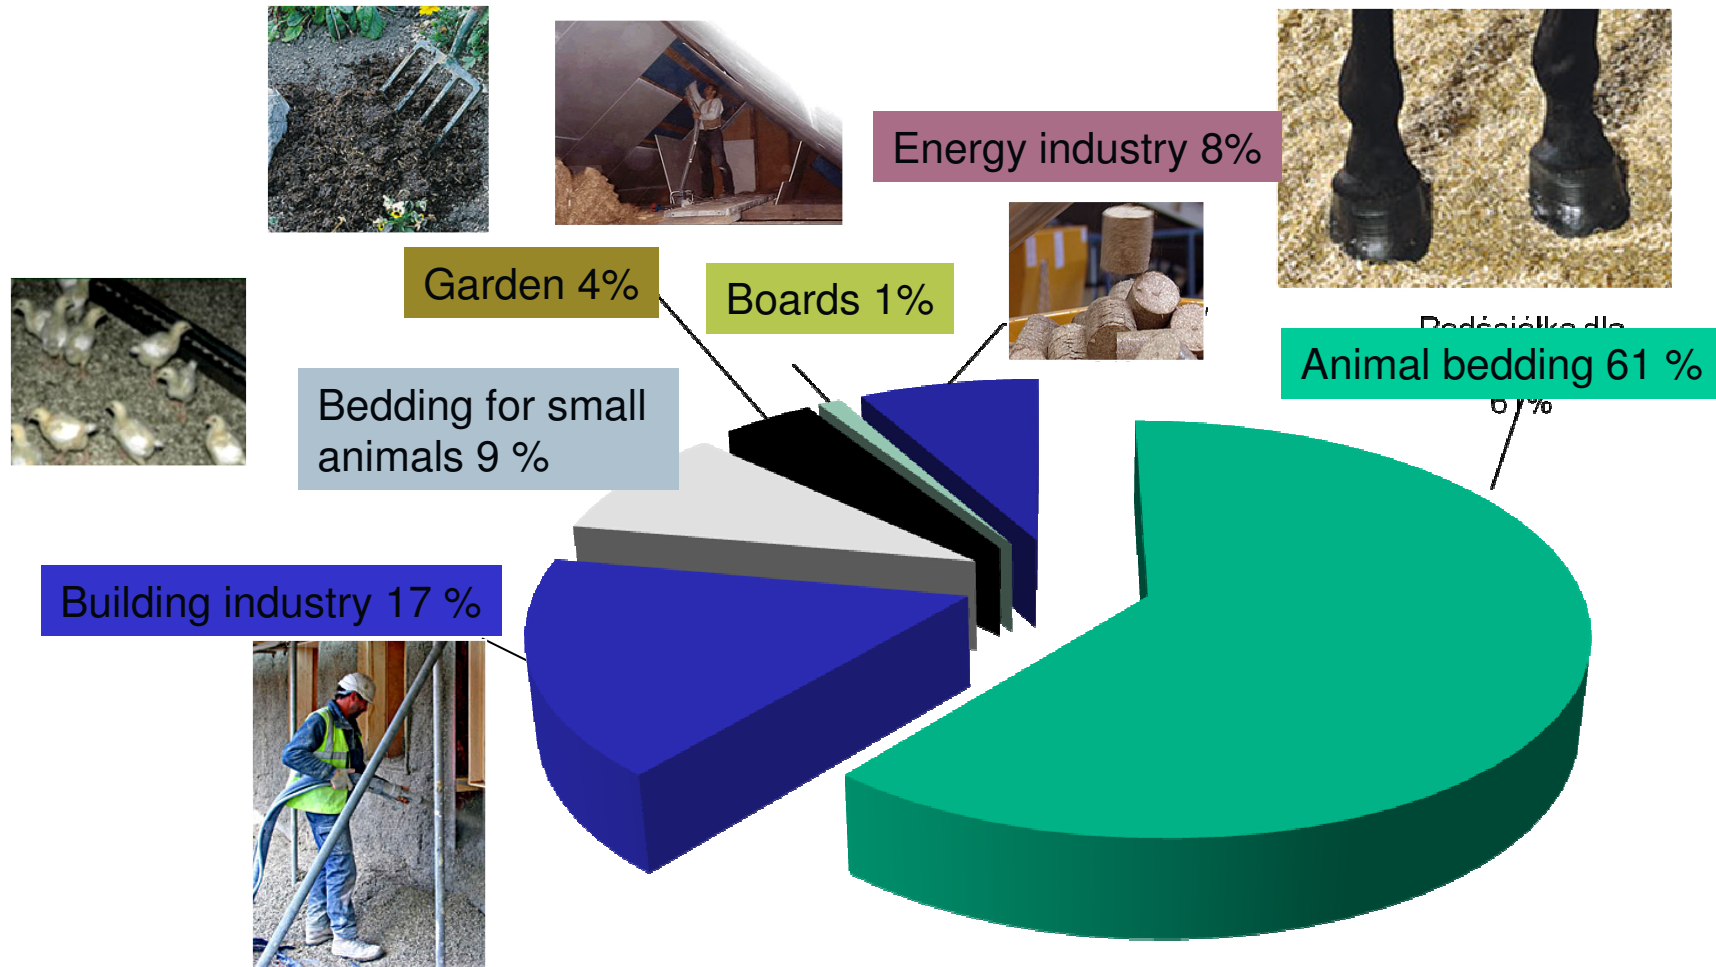 Energy industry 8%
Garden 4%
Boards 1%
Animal bedding 61 %
Bedding for small
animals 9 %
Building industry 17 %